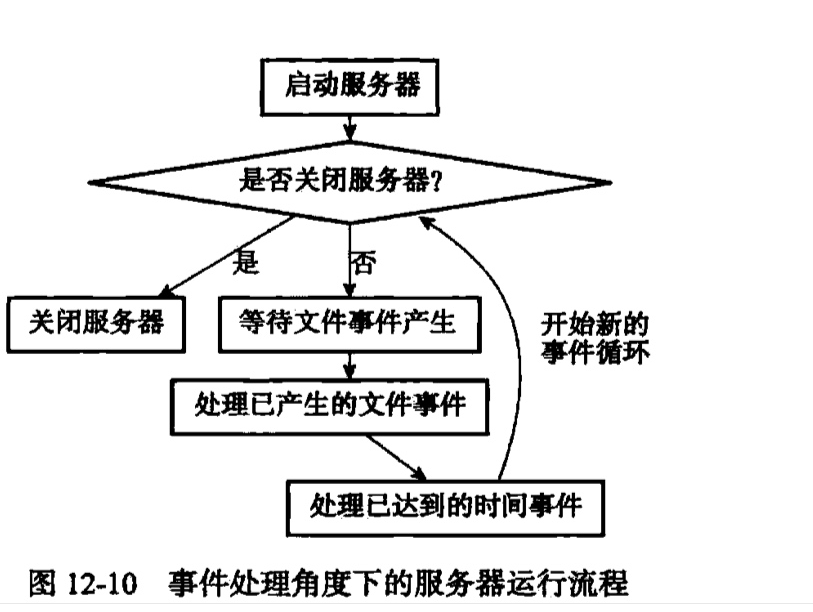 启动服务器
是否关闭服务器?
是
否
关闭服务器
等待文件事件产生
开始新的
事件循环
处理已产生的文件事件
处理已达到的时间事件
图 12-10 事件处理角度下的服务器运行流程